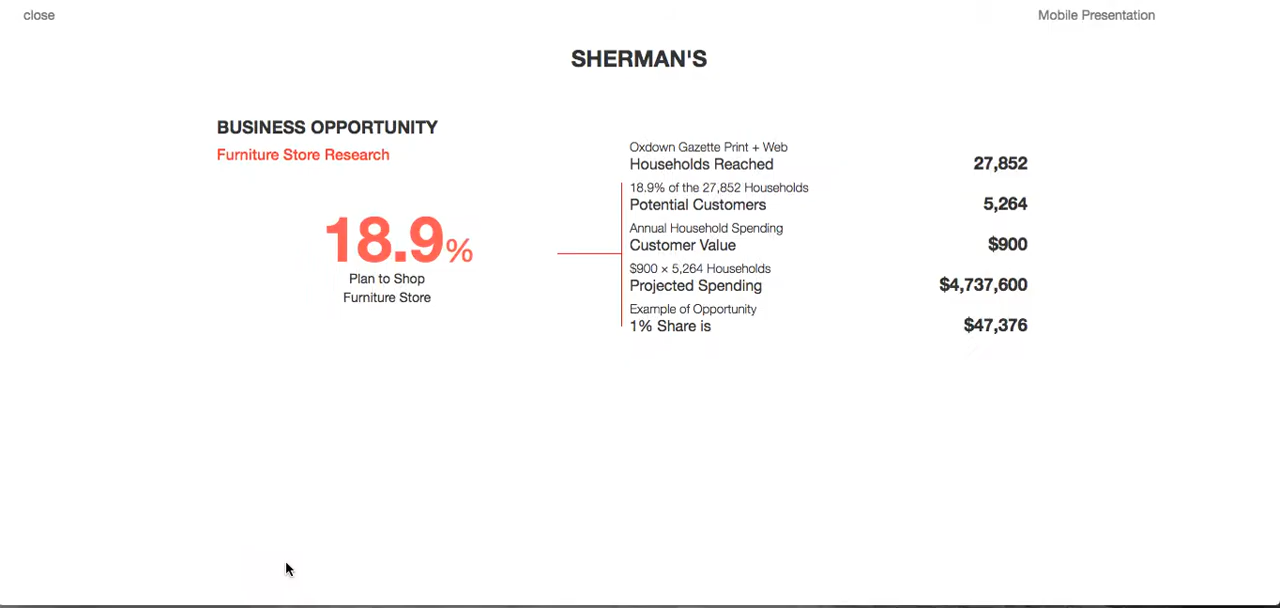 close
Mobile Presentation
SHERMAN'S
BUSINESS OPPORTUNITY
Furniture Store Research
18.9%
Plan to Shop
Furniture Store
Oxdown Gazette Print + Web
Households Reached 27,852
18.9% of the 27,852 Households
Potential Customers 5,264
Annual Household Spending
Customer Value $900
$900 × 5,264 Households
Projected Spending $4,737,600
Example of Opportunity
1% Share is $47,376